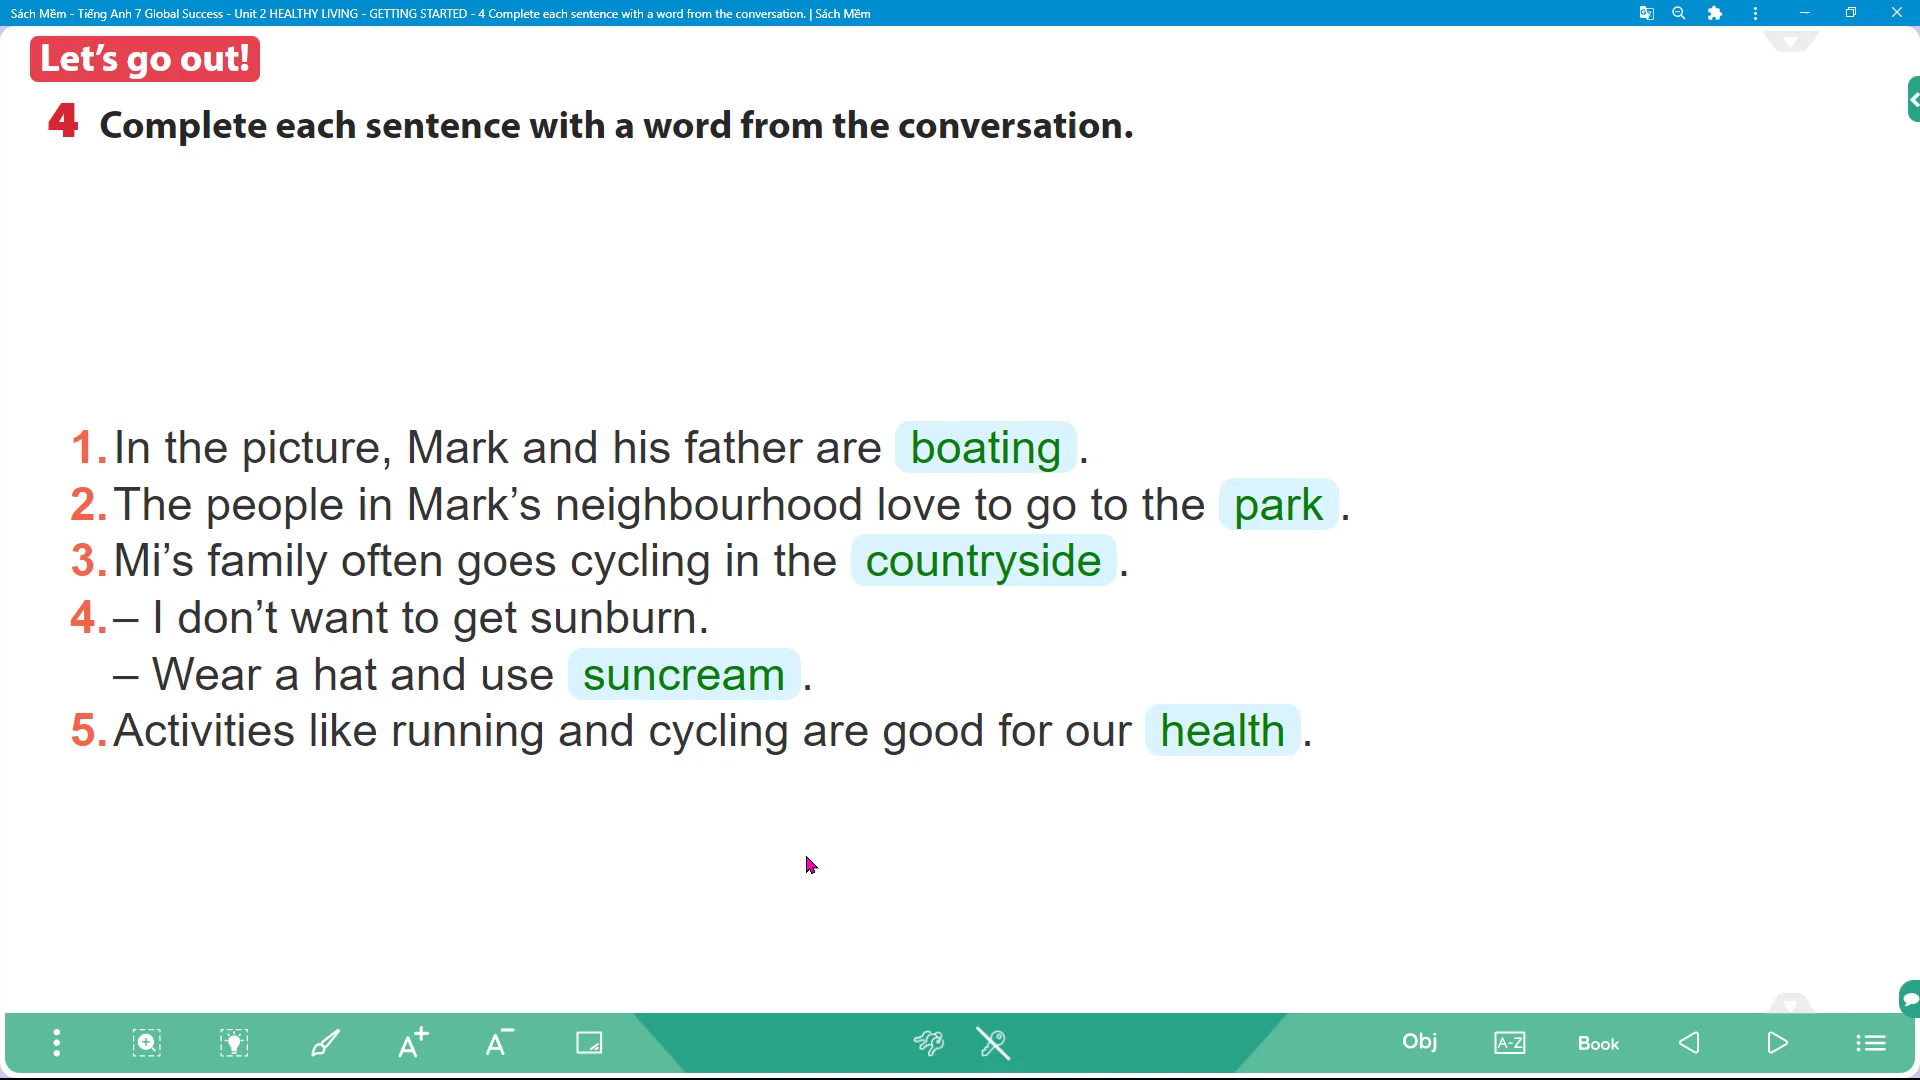 Sách Mềm - Tiếng Anh 7 Global Success - Unit 2 HEALTHY LIVING - GETTING STARTED - 4 Complete each sentence with a word from the conversation. | Sách Mềm
Let's go out!
4 Complete each sentence with a word from the conversation.
1. In the picture, Mark and his father are boating .
2. The people in Mark's neighbourhood love to go to the park .
3. Mi's family often goes cycling in the countryside .
4. – I don't want to get sunburn.
– Wear a hat and use suncream .
5. Activities like running and cycling are good for our health .
A+ A− Obj A-Z Book